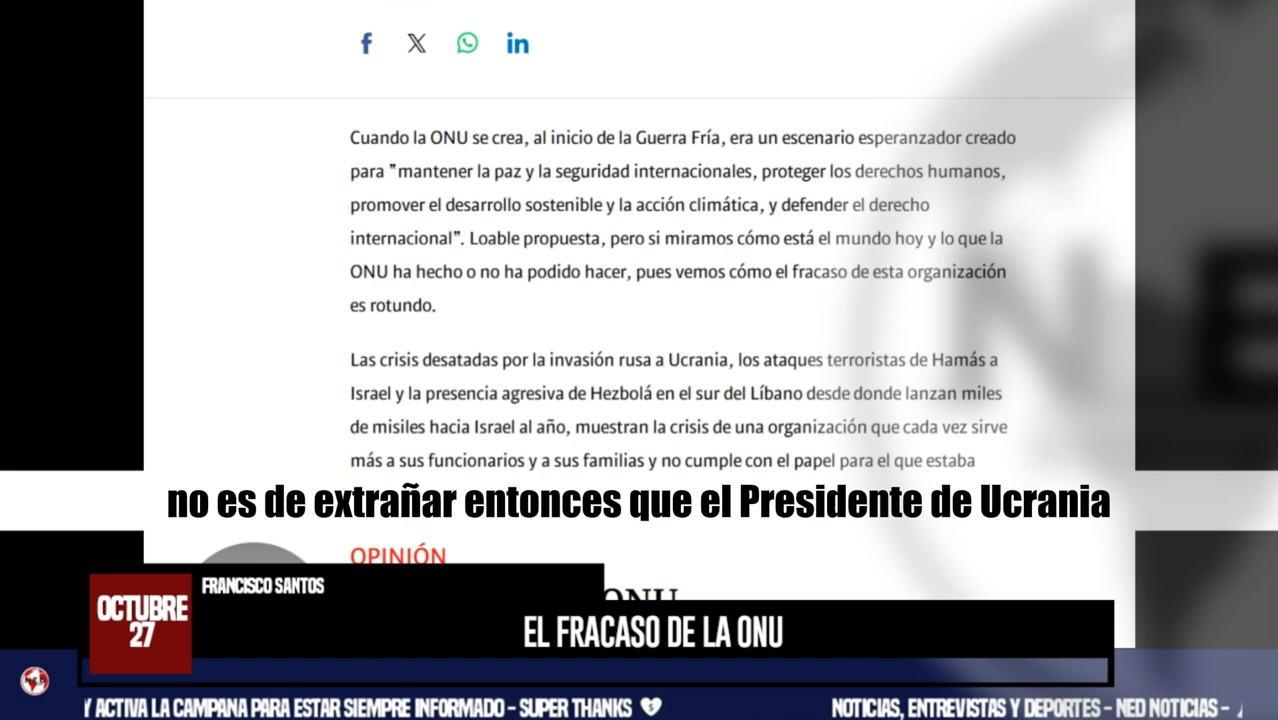 Cuando la ONU se crea, al inicio de la Guerra Fría, era un escenario esperanzador creado
para "mantener la paz y la seguridad internacionales, proteger los derechos humanos,
promover el desarrollo sostenible y la acción climática, y defender el derecho
internacional". Loable propuesta, pero si miramos cómo está el mundo hoy y lo que la
ONU ha hecho o no ha podido hacer, pues vemos cómo el fracaso de esta organización
es rotundo.
Las crisis desatadas por la invasión rusa a Ucrania, los ataques terroristas de Hamás a
Israel y la presencia agresiva de Hezbolá en el sur del Líbano desde donde lanzan miles
de misiles hacia Israel al año, muestran la crisis de una organización que cada vez sirve
más a sus funcionarios y a sus familias y no cumple con el papel para el que estaba
no es de extrañar entonces que el Presidente de Ucrania
OPINIÓN
ONU
FRANCISCO SANTOS
OCTUBRE
27
EL FRACASO DE LA ONU
Y ACTIVA LA CAMPANA PARA ESTAR SIEMPRE INFORMADO - SUPER THANKS
NOTICIAS, ENTREVISTAS Y DEPORTES - NED NOTICIAS -